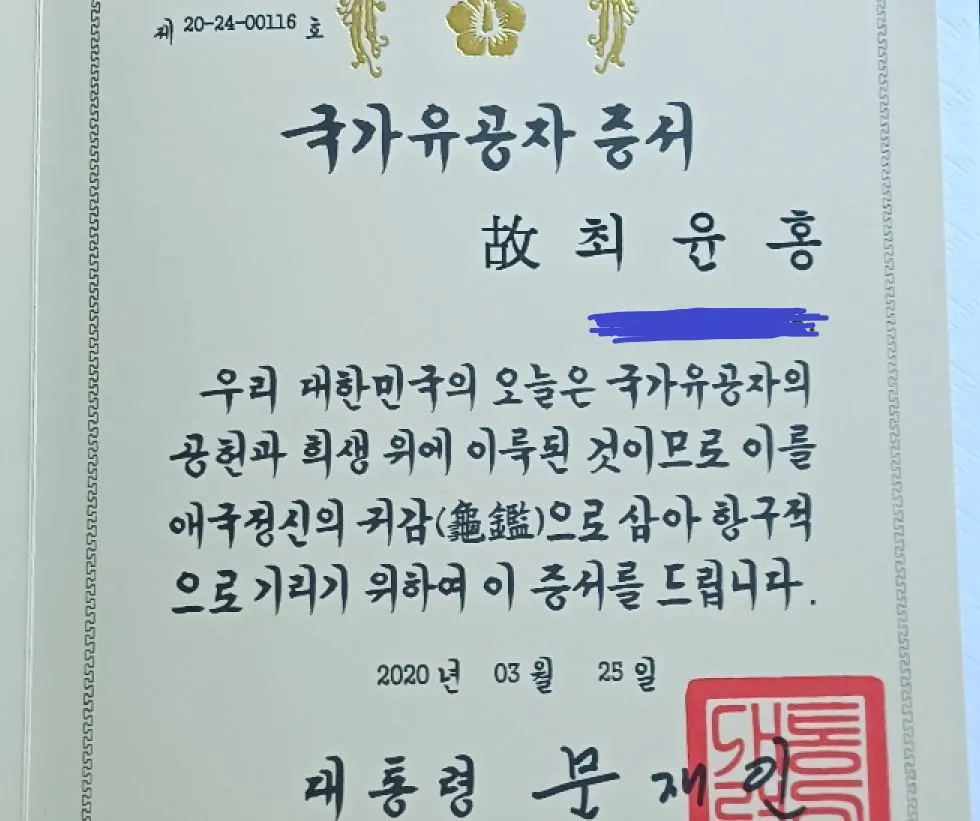 제 20-24-00116 호
국가유공자 증서
故 최 윤 홍
우리 대한민국의 오늘은 국가유공자의
공헌과 희생 위에 이룩된 것이므로 이를
애국정신의 귀감(龜鑑)으로 삼아 항구적
으로 기리기 위하여 이 증서를 드립니다.
2020 년 03 월 25 일
대통령 문재인